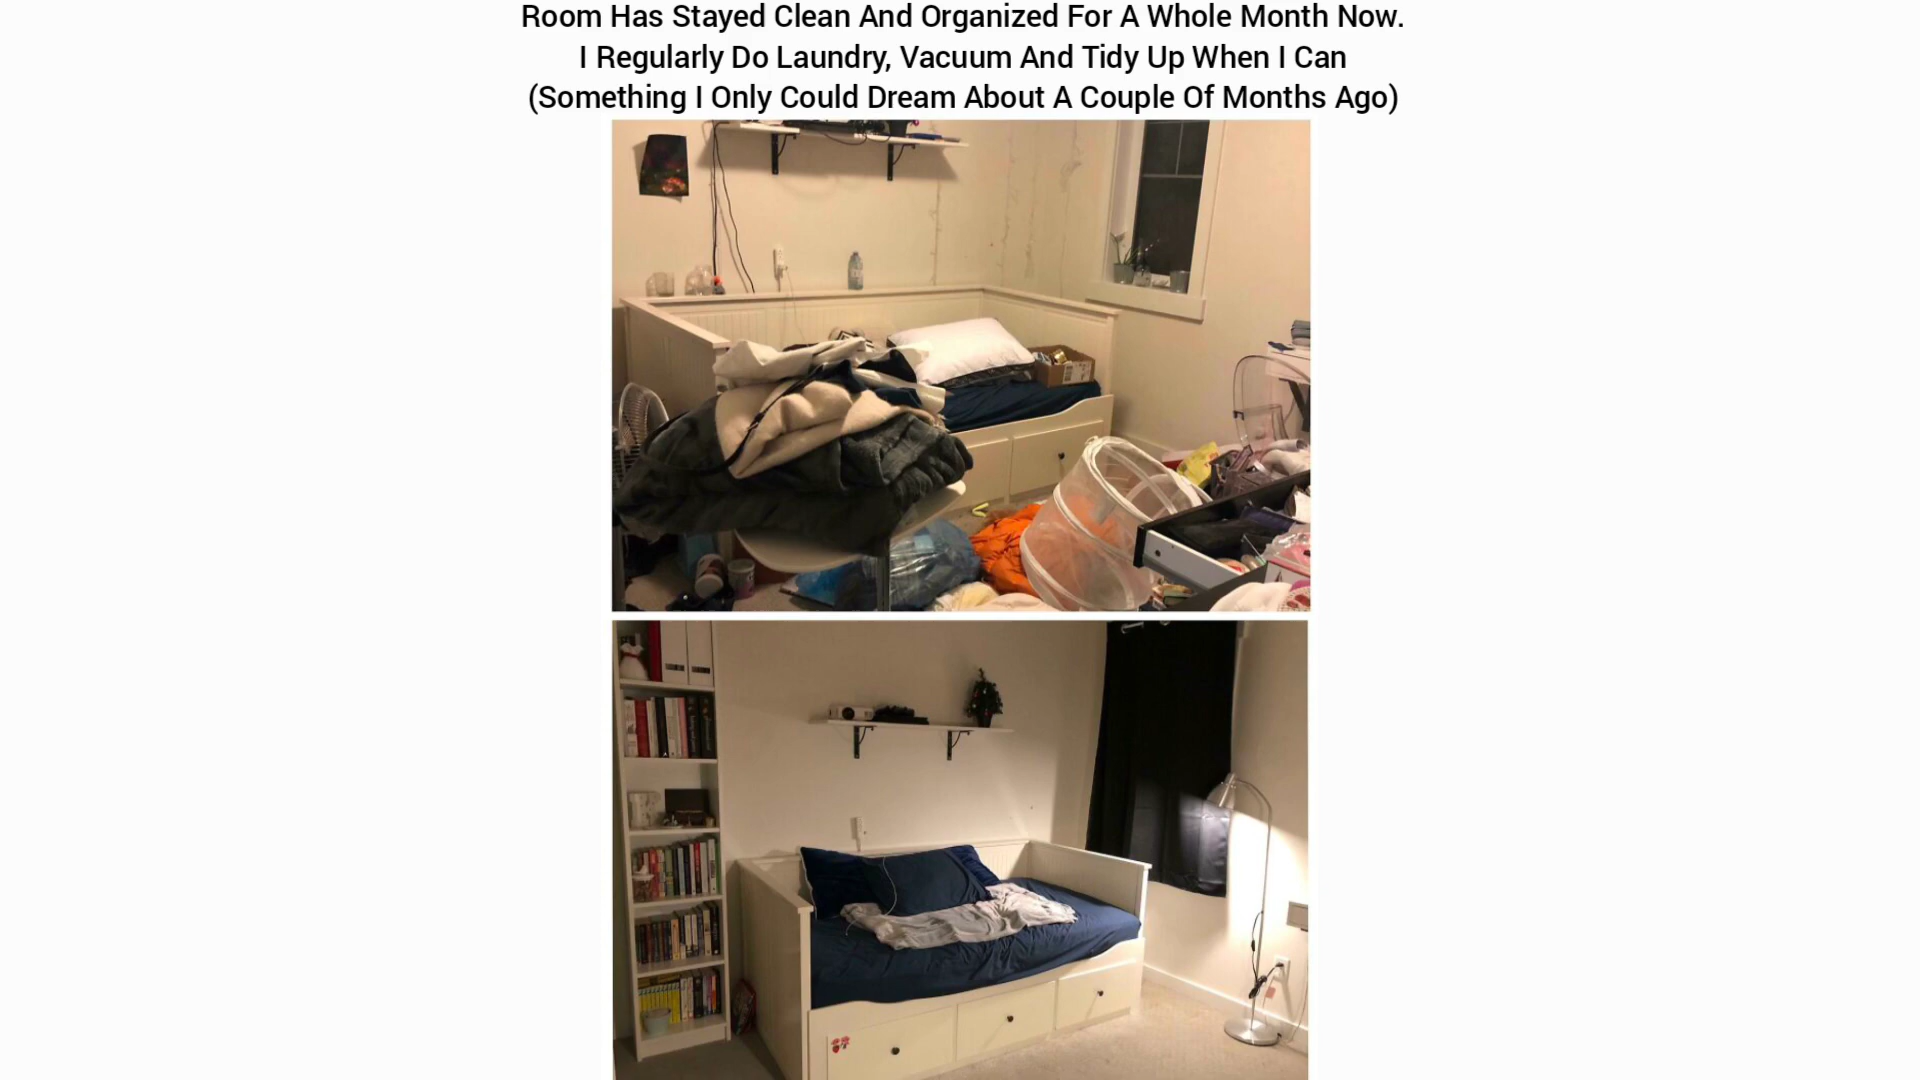 Room Has Stayed Clean And Organized For A Whole Month Now.
I Regularly Do Laundry, Vacuum And Tidy Up When I Can
(Something I Only Could Dream About A Couple Of Months Ago)